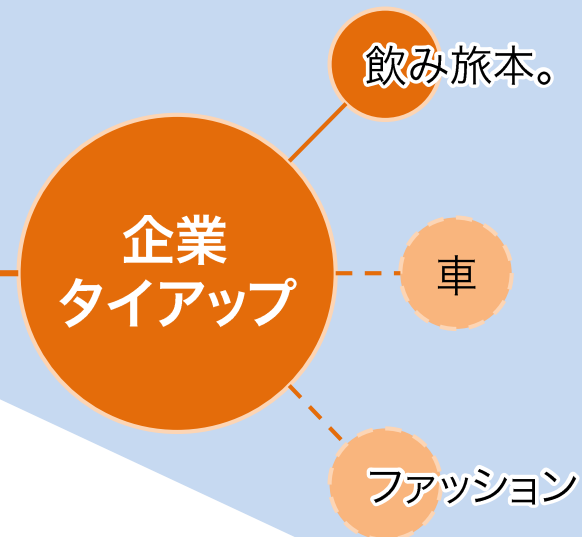 飲み旅本。
企業
タイアップ
車
ファッション